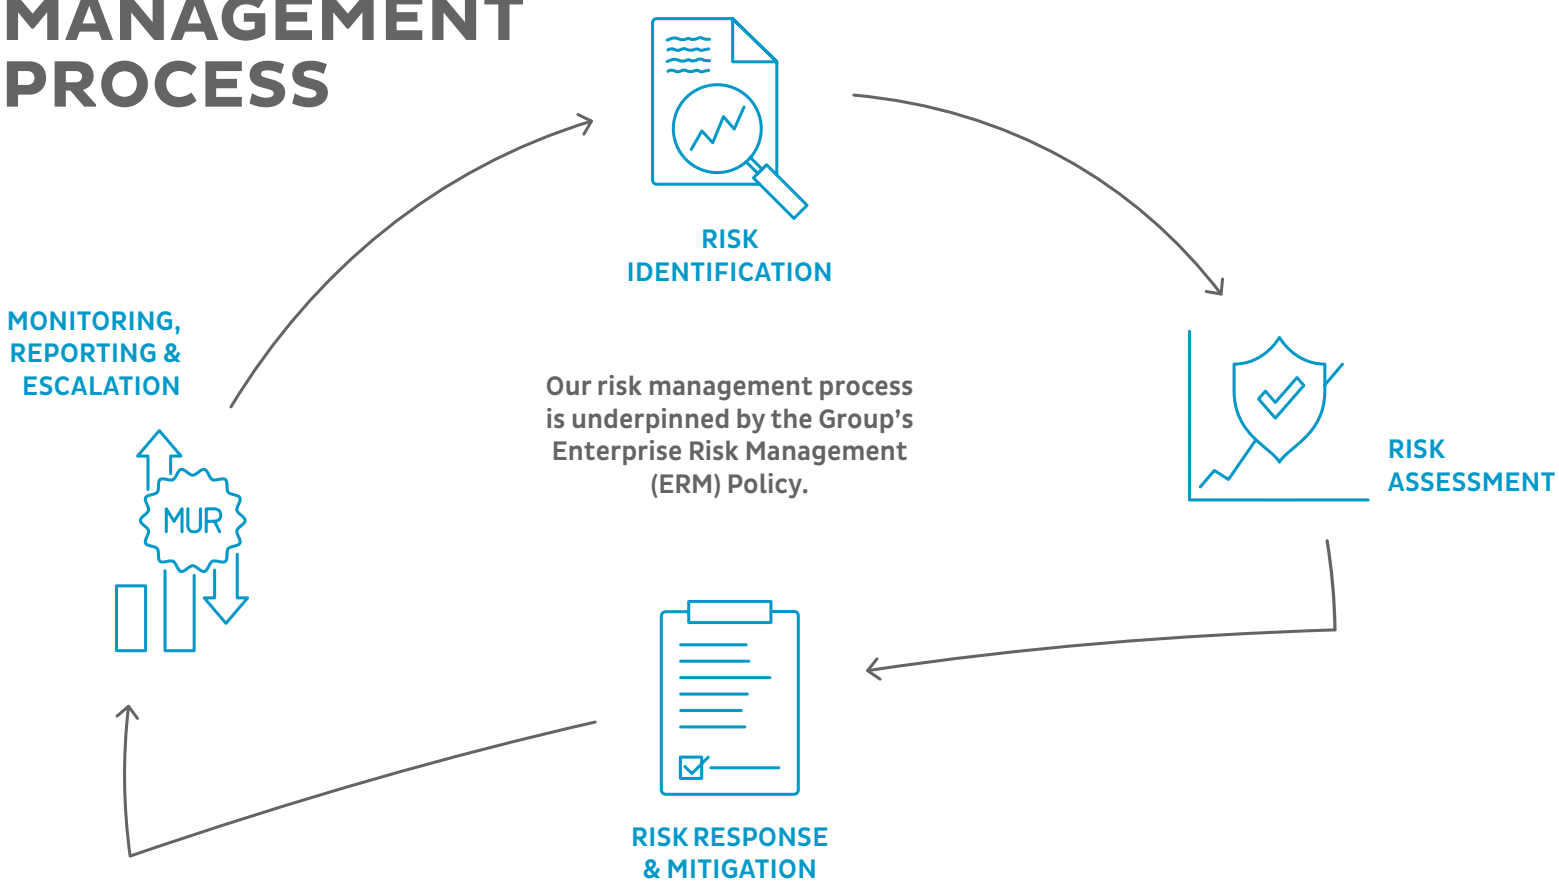 MANAGEMENT
PROCESS
RISK
IDENTIFICATION
MONITORING,
REPORTING &
ESCALATION
MUR
Our risk management process
is underpinned by the Group’s
Enterprise Risk Management
(ERM) Policy.
RISK
ASSESSMENT
RISK RESPONSE
& MITIGATION